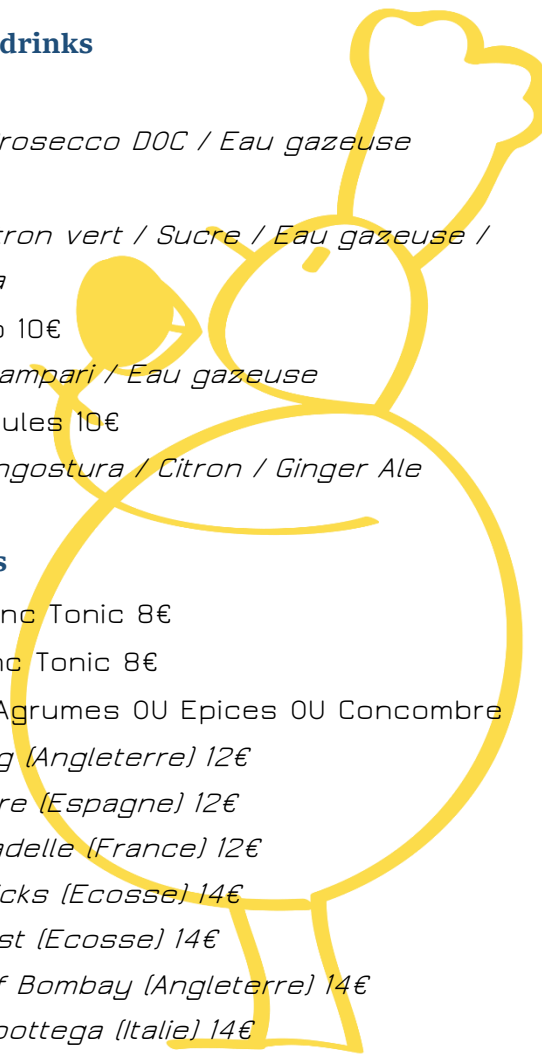 drinks
rosecco DOC / Eau gazeuse
tron vert / Sucre / Eau gazeuse /
a
o 10€
ampari / Eau gazeuse
ules 10€
ngostura / Citron / Ginger Ale
s
nc Tonic 8€
nc Tonic 8€
Agrumes OU Epices OU Concombre
g (Angleterre) 12€
re (Espagne) 12€
adelle (France) 12€
cks (Ecosse) 14€
st (Ecosse) 14€
f Bombay (Angleterre) 14€
bottega (Italie) 14€